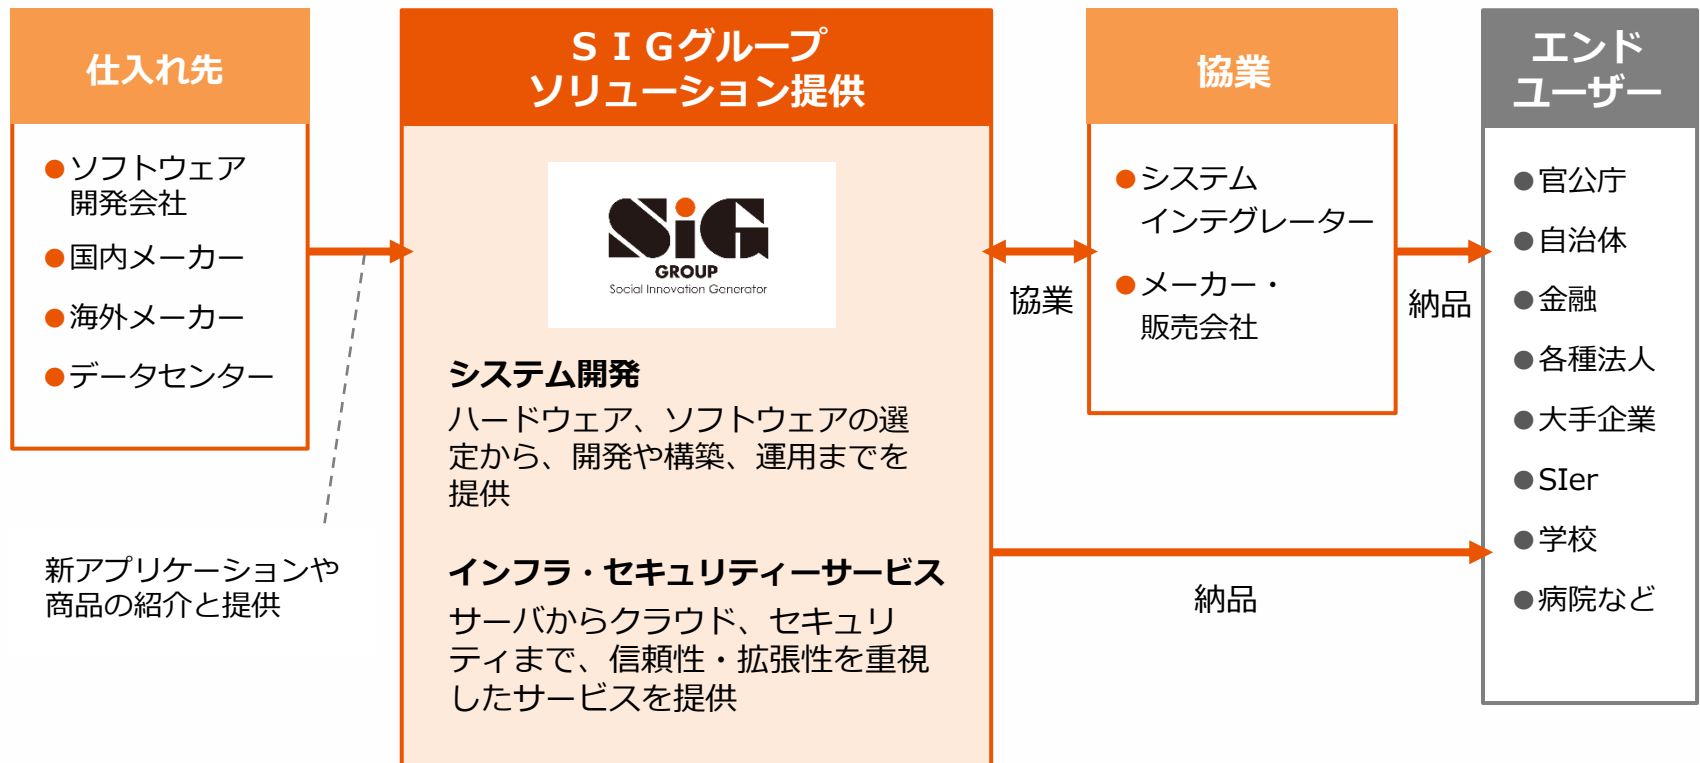 仕入れ先
●ソフトウェア
開発会社
●国内メーカー
●海外メーカー
●データセンター
新アプリケーションや
商品の紹介と提供
ＳＩＧグループ
ソリューション提供
SiG
GROUP
Social Innovation Generator
システム開発
ハードウェア、ソフトウェアの選
定から、開発や構築、運用までを
提供
インフラ・セキュリティーサービス
サーバからクラウド、セキュリ
ティまで、信頼性・拡張性を重視
したサービスを提供
協業
協業
●システム
インテグレーター
●メーカー・
販売会社
納品
納品
エンド
ユーザー
●官公庁
●自治体
●金融
●各種法人
●大手企業
●SIer
●学校
●病院など